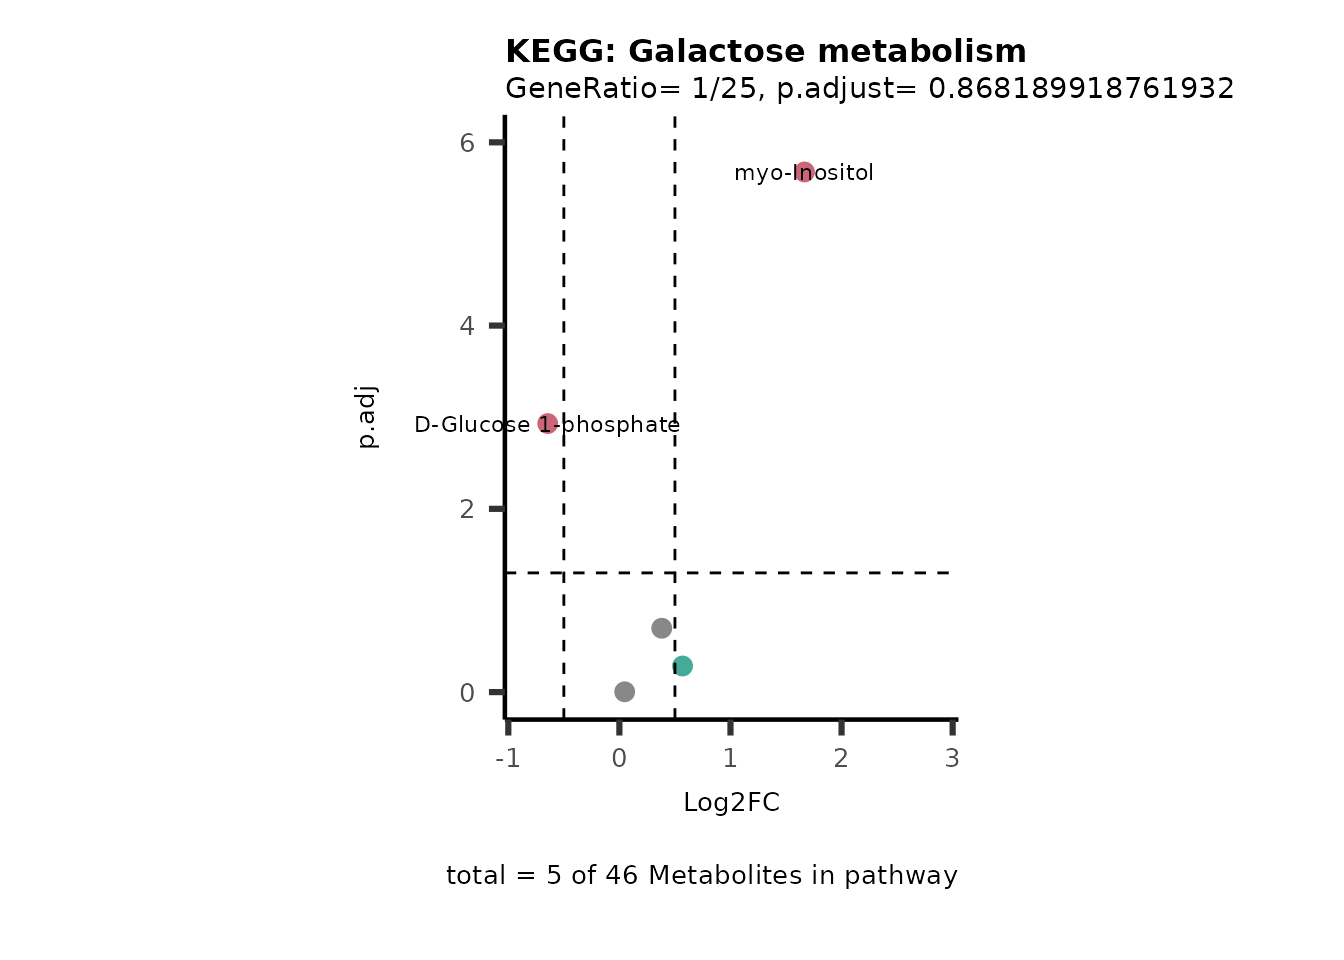 KEGG: Galactose metabolism
GeneRatio= 1/25, p.adjust= 0.868189918761932
6
myo-Inositol
4
p.adj
D-Glucose 1-phosphate
2
0
-1 0 1 2 3
Log2FC
total = 5 of 46 Metabolites in pathway